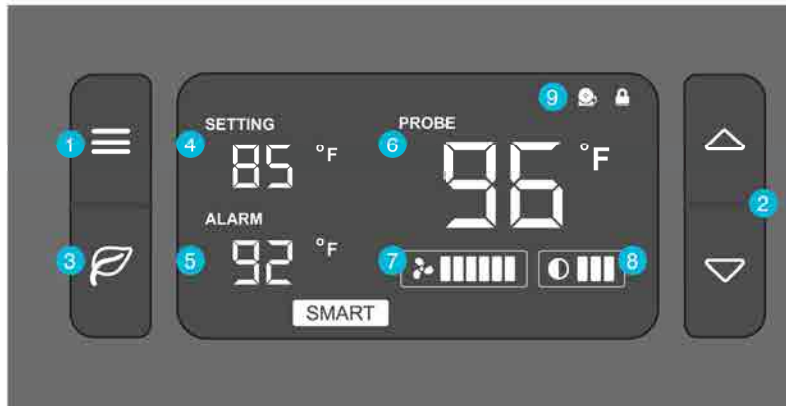 9
SETTING
PROBE
1
4
85 °F
6
96 °F
2
ALARM
3
5
92 °F
7
8
SMART